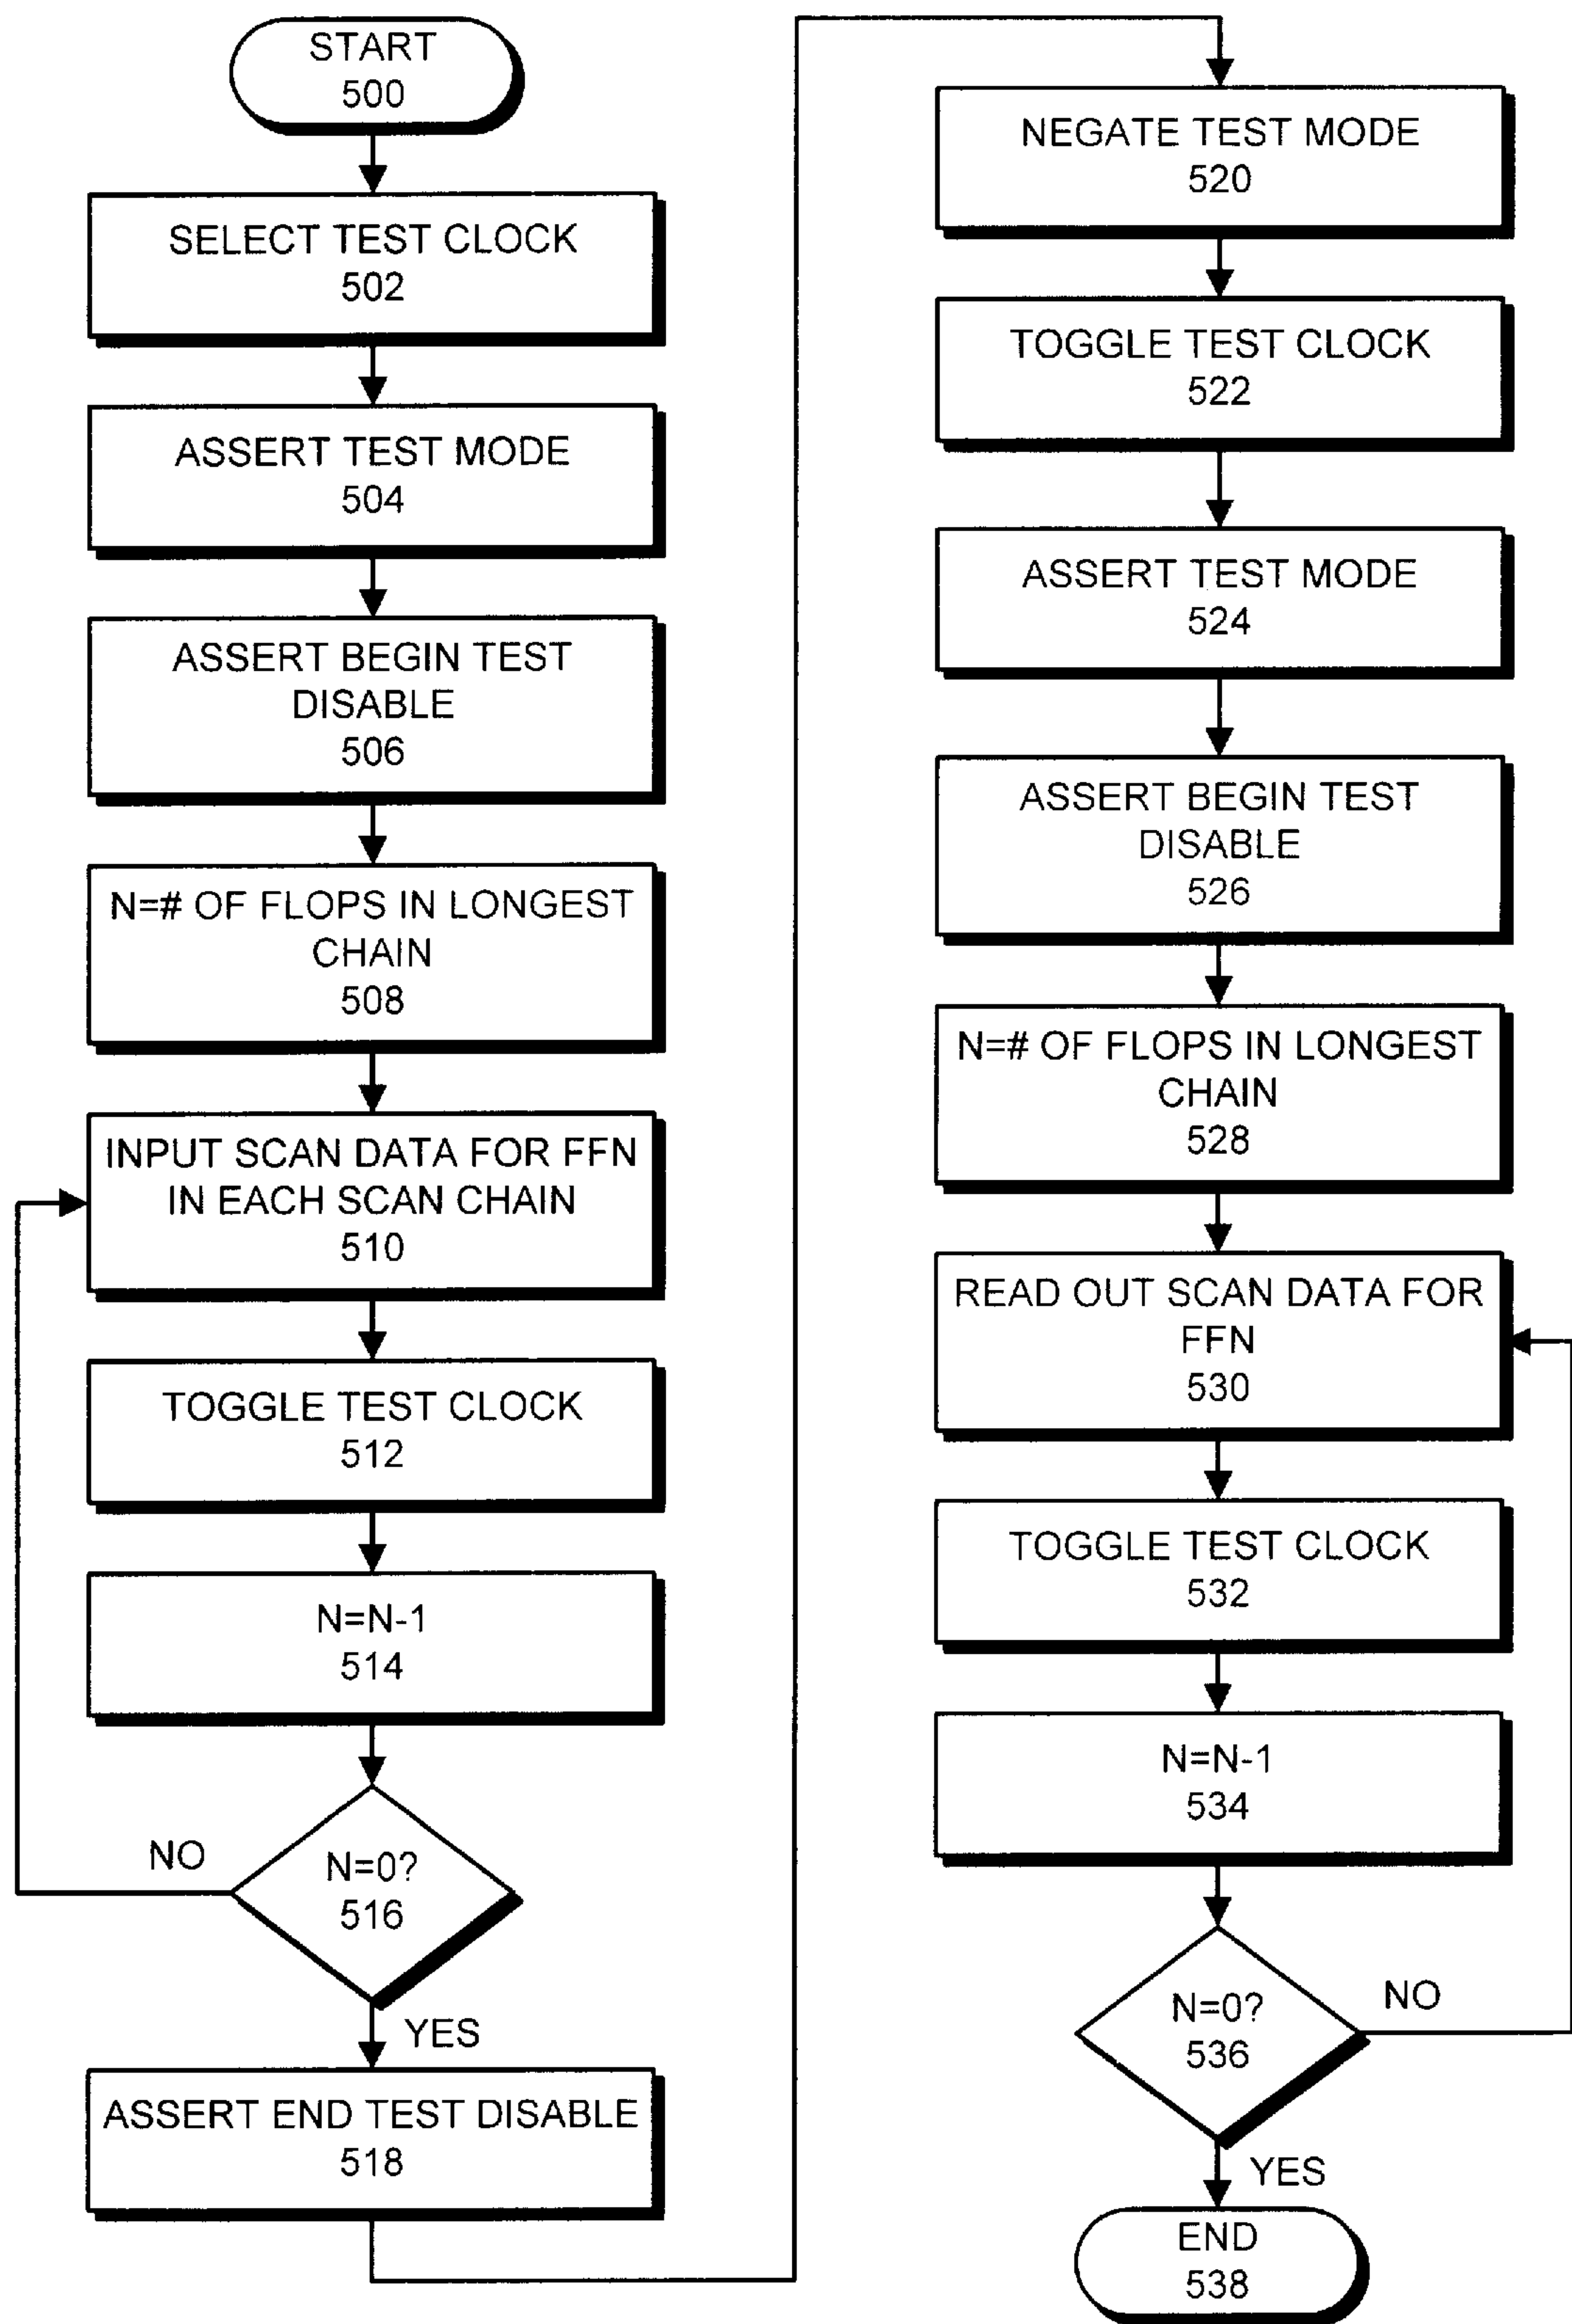 START
500
SELECT TEST CLOCK
502
ASSERT TEST MODE
504
ASSERT BEGIN TEST
DISABLE
506
N=# OF FLOPS IN LONGEST
CHAIN
508
INPUT SCAN DATA FOR FFN
IN EACH SCAN CHAIN
510
TOGGLE TEST CLOCK
512
N=N-1
514
NO
N=0?
516
YES
ASSERT END TEST DISABLE
518
NEGATE TEST MODE
520
TOGGLE TEST CLOCK
522
ASSERT TEST MODE
524
ASSERT BEGIN TEST
DISABLE
526
N=# OF FLOPS IN LONGEST
CHAIN
528
READ OUT SCAN DATA FOR
FFN
530
TOGGLE TEST CLOCK
532
N=N-1
534
N=0?
536
NO
YES
END
538